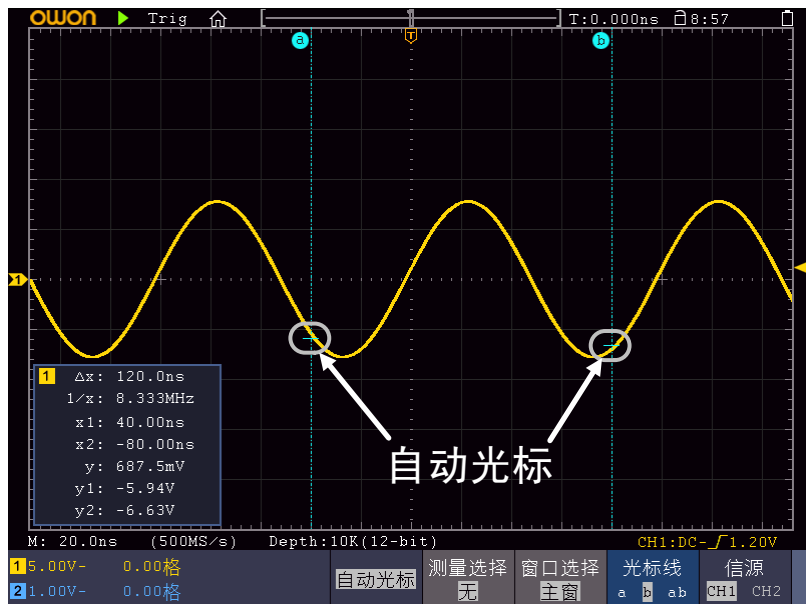 owon Trig T:0.000ns 8:57
a T b
1
1 Δx: 120.0ns
1/x: 8.333MHz
x1: 40.00ns
x2: -80.00ns
y: 687.5mV
y1: -5.94V
y2: -6.63V
自动光标
M: 20.0ns (500MS/s) Depth:10K(12-bit) CH1:DC- 1.20V
1 5.00V- 0.00格
2 1.00V- 0.00格
自动光标
测量选择
无
窗口选择
主窗
光标线
a b ab
信源
CH1 CH2